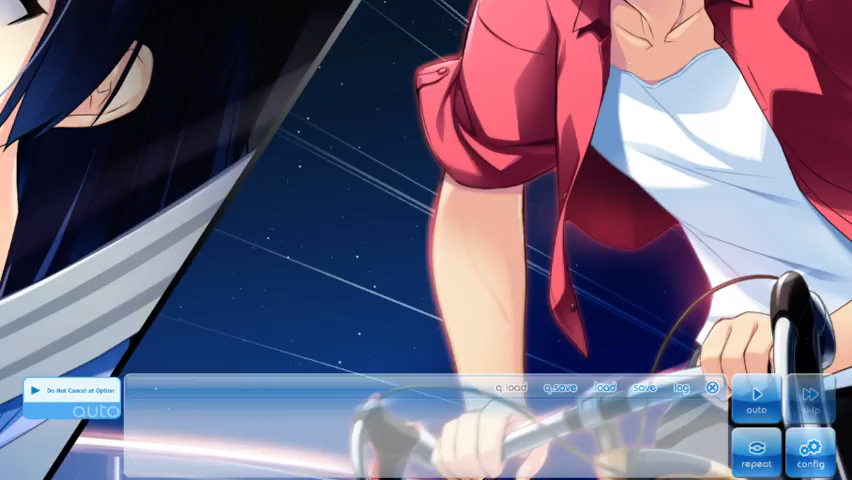 Do Not Cancel at Option
auto
q.load q.save load save log
auto
skip
repeat
config